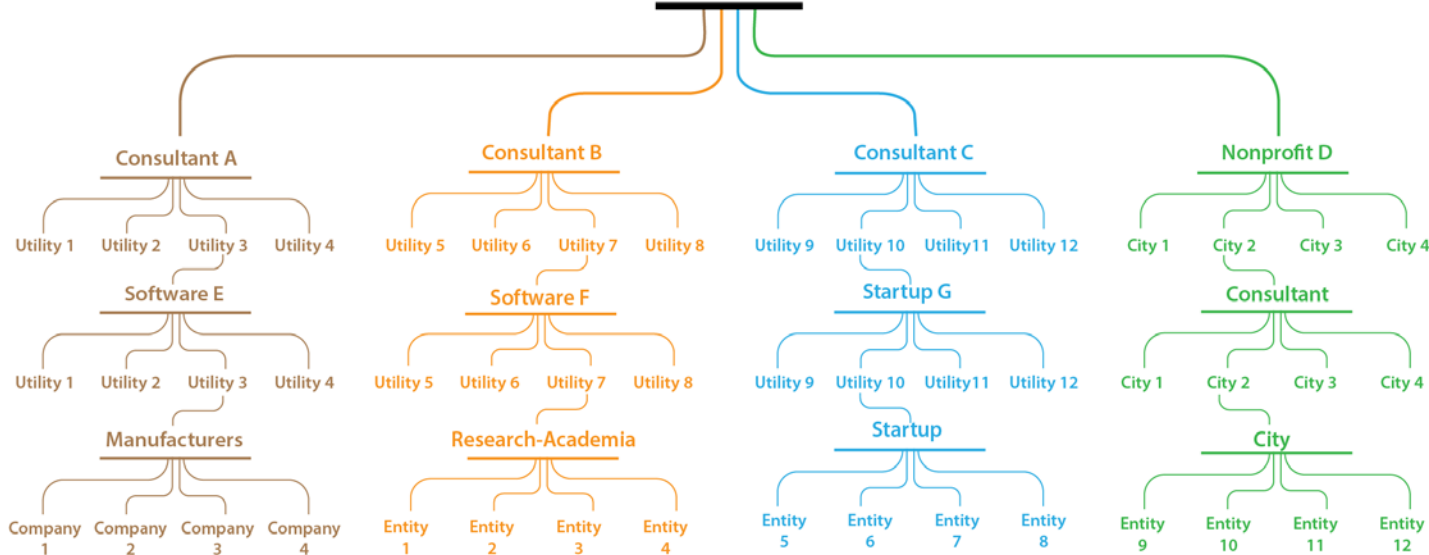 Consultant A
Consultant B
Consultant C
Nonprofit D
Utility 1 Utility 2 Utility 3 Utility 4
Utility 5 Utility 6 Utility 7 Utility 8
Utility 9 Utility 10 Utility11 Utility 12
City 1 City 2 City 3 City 4
Software E
Software F
Startup G
Consultant
Utility 1 Utility 2 Utility 3 Utility 4
Utility 5 Utility 6 Utility 7 Utility 8
Utility 9 Utility 10 Utility11 Utility 12
City 1 City 2 City 3 City 4
Manufacturers
Research-Academia
Startup
City
Company
1
Company
2
Company
3
Company
4
Entity
1
Entity
2
Entity
3
Entity
4
Entity
5
Entity
6
Entity
7
Entity
8
Entity
9
Entity
10
Entity
11
Entity
12